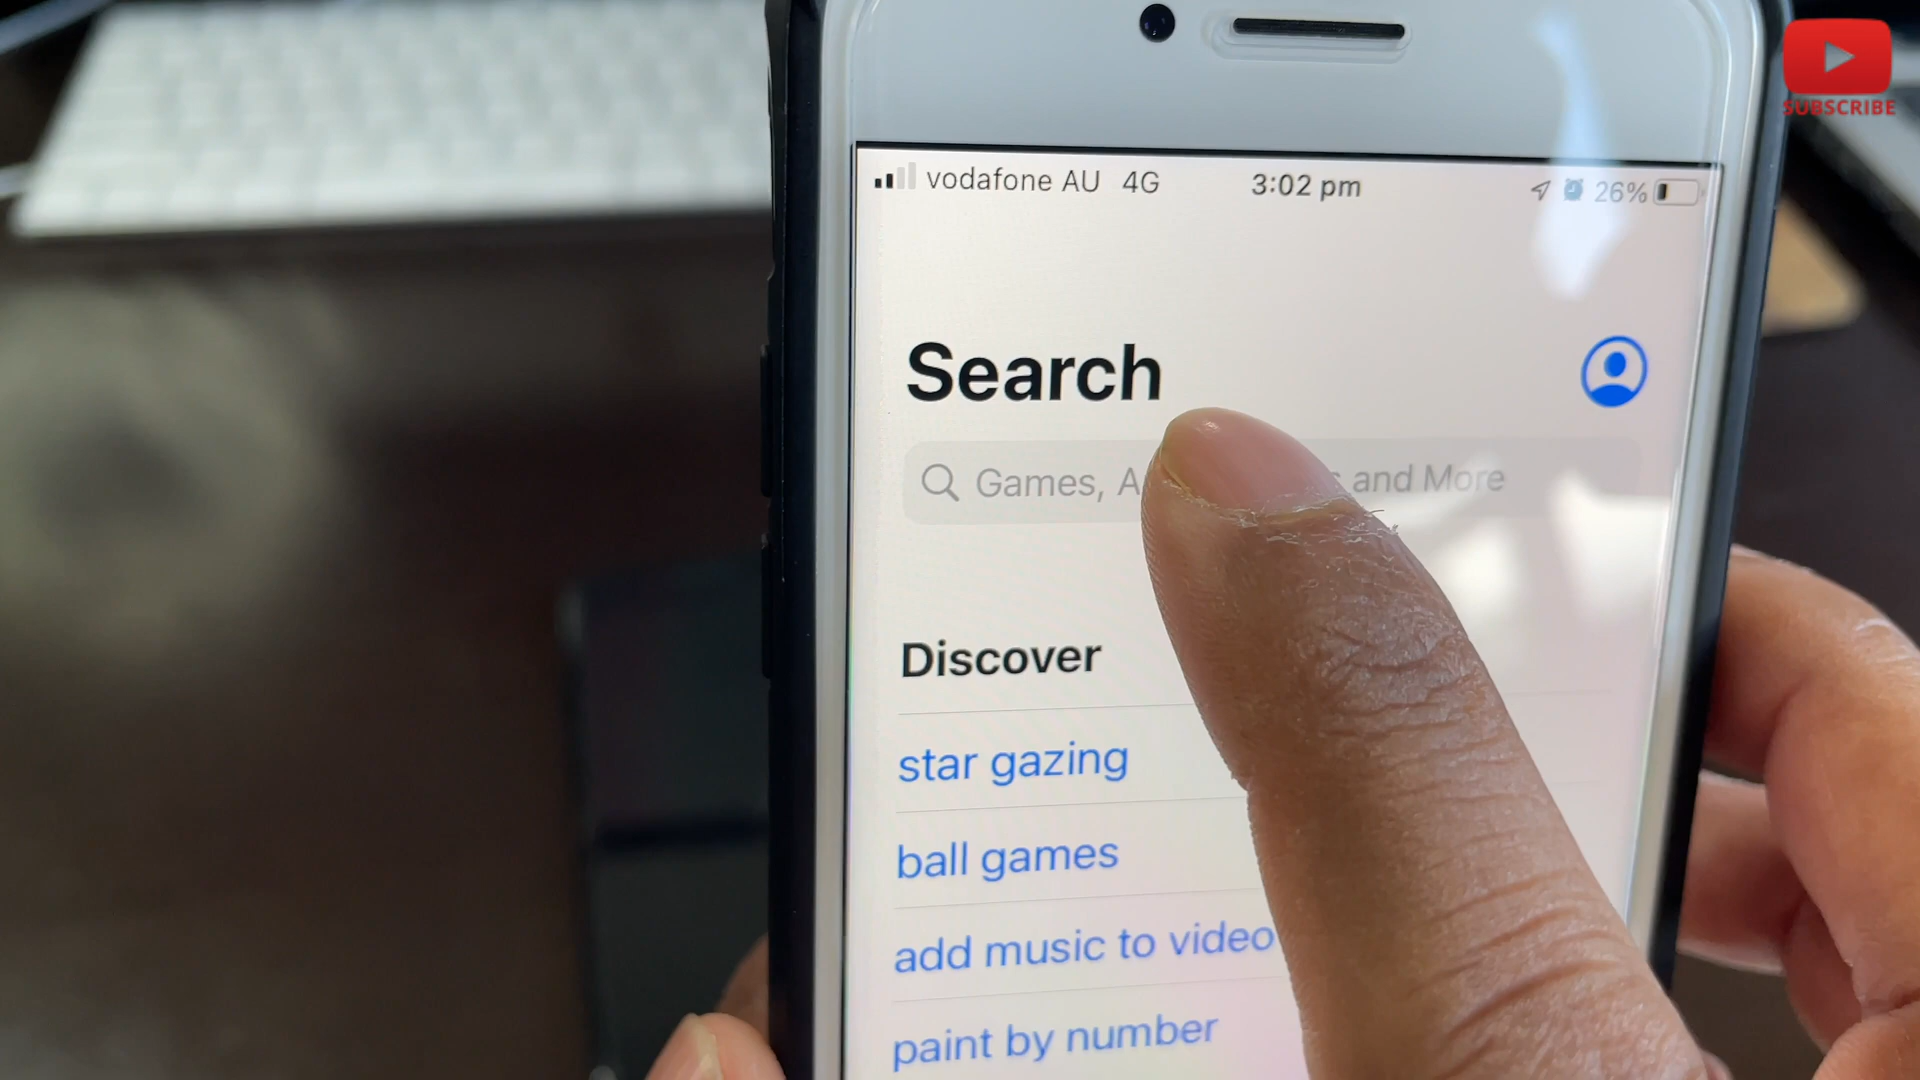 SUBSCRIBE
vodafone AU 4G 3:02 pm 26%
Search
Games, and More
Discover
star gazing
ball games
add music to video
paint by number